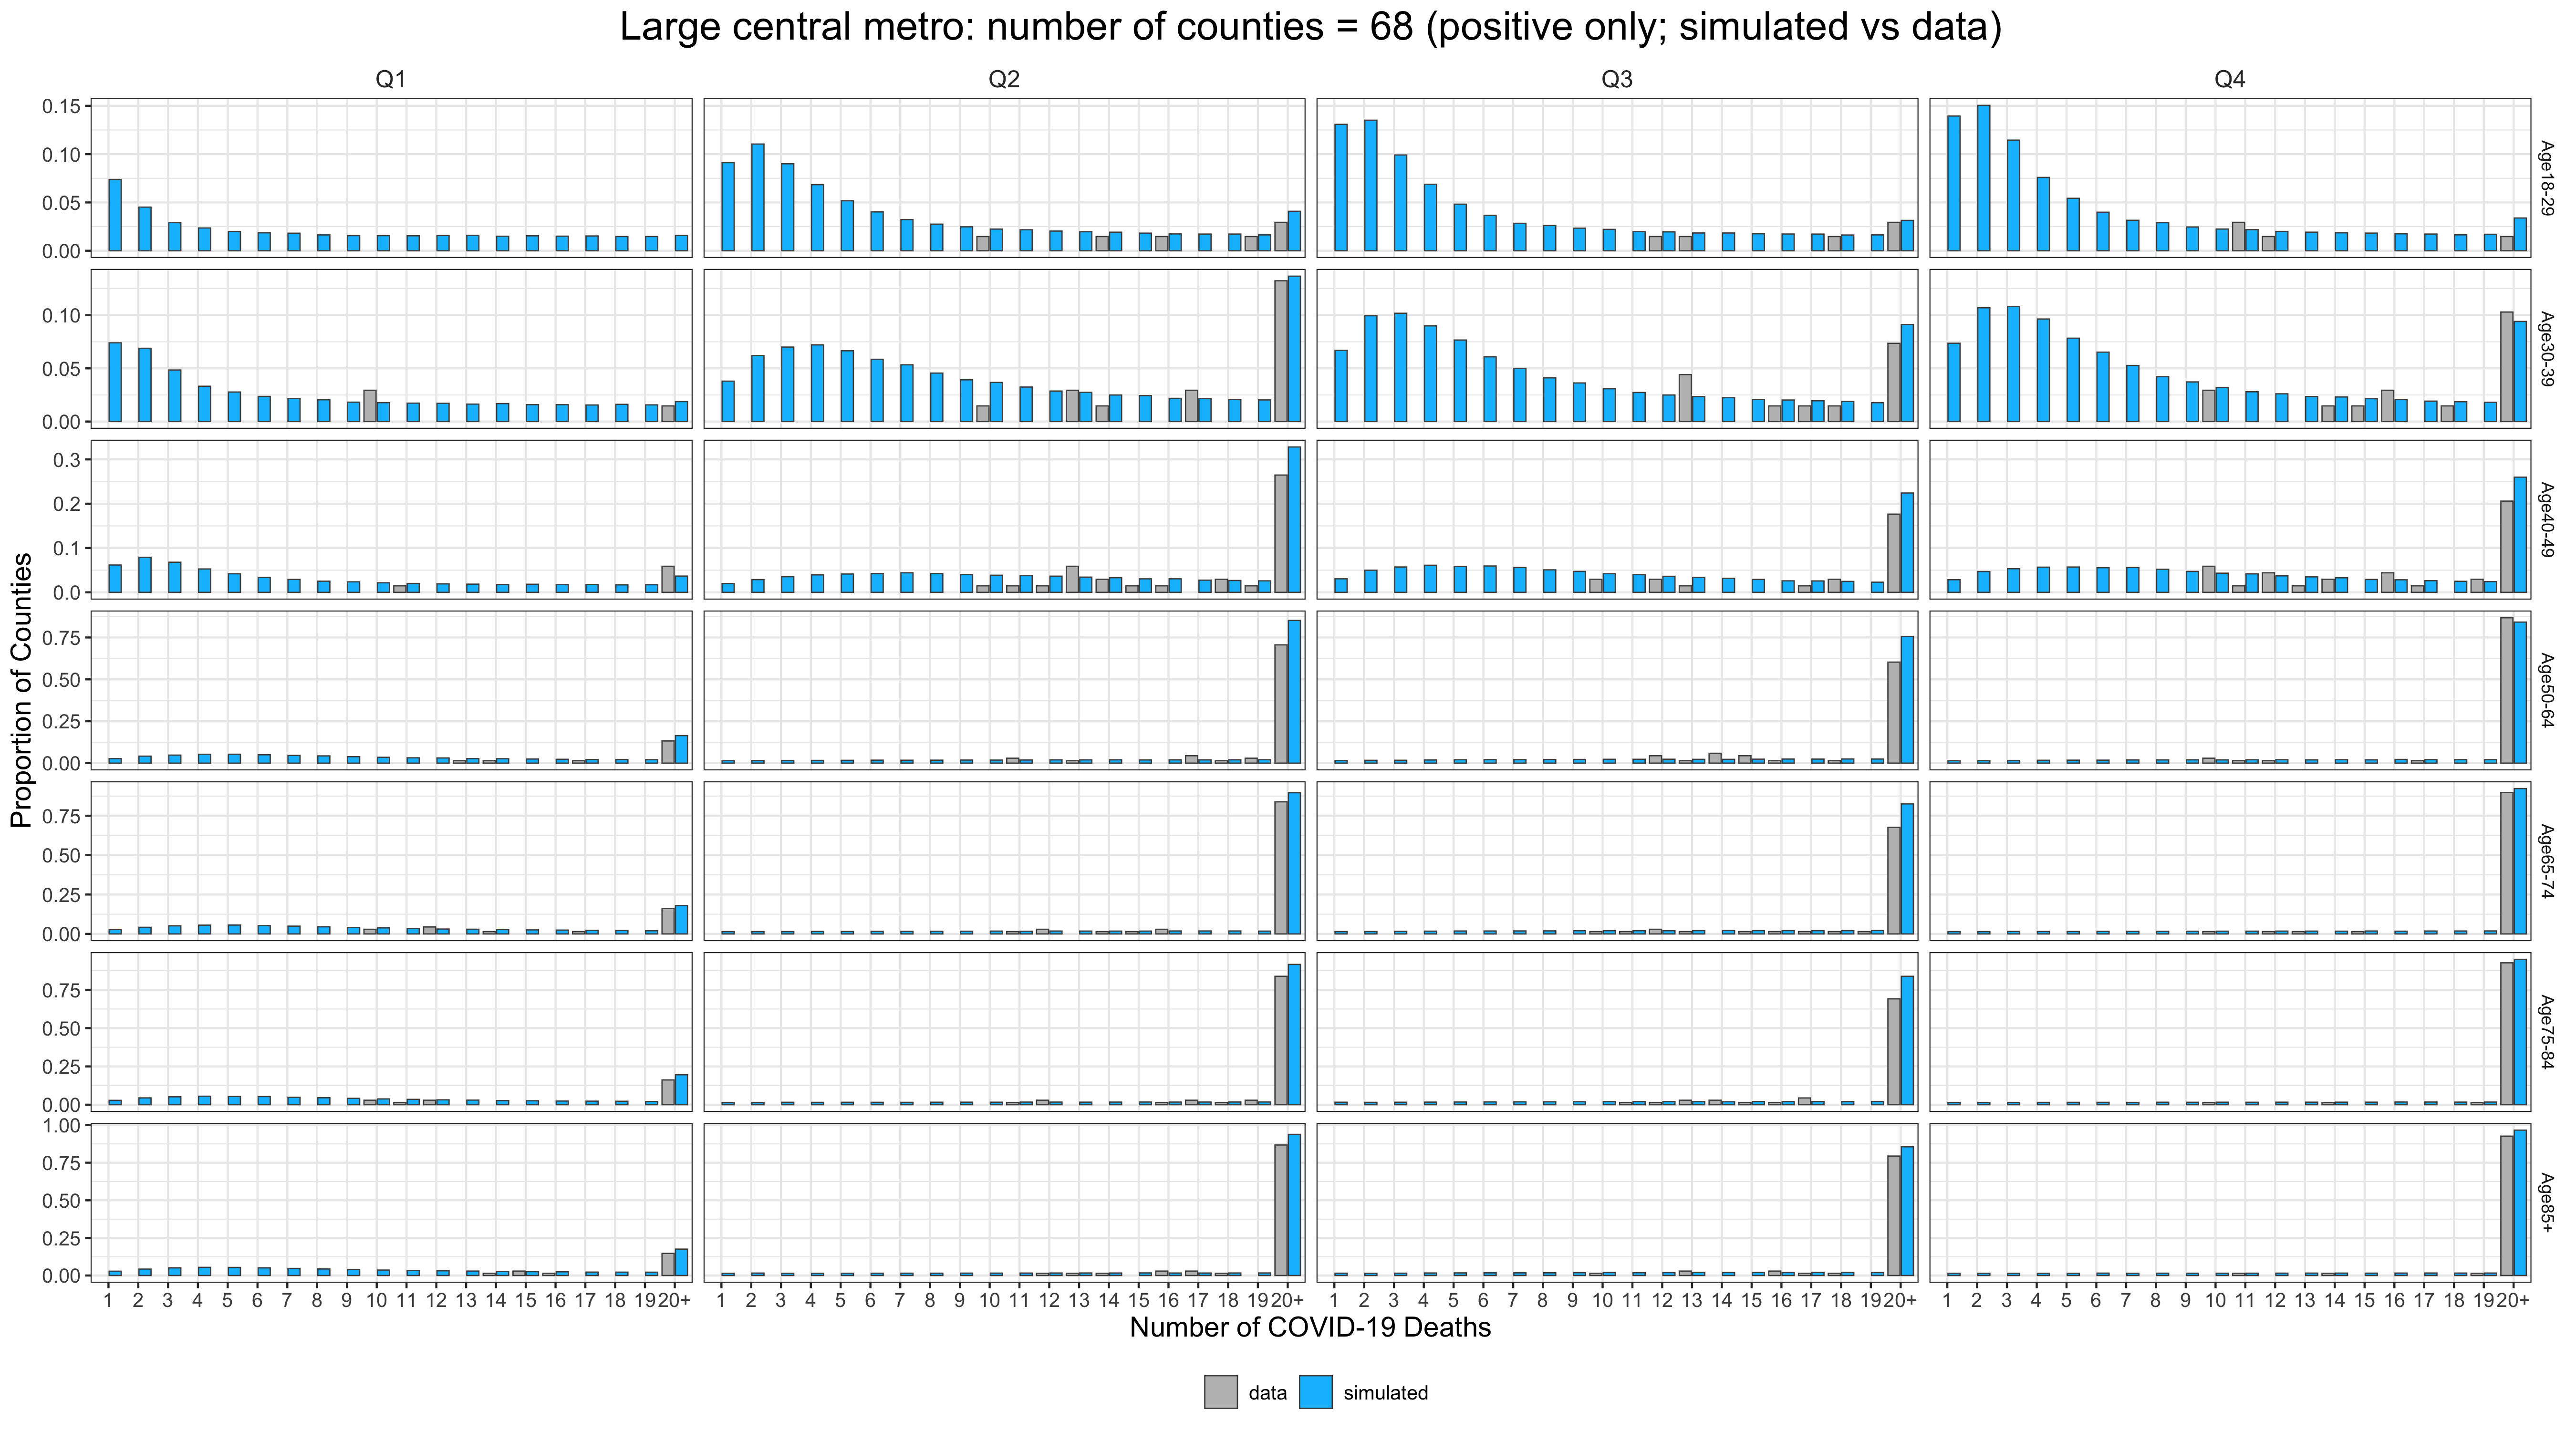 Large central metro: number of counties = 68 (positive only; simulated vs data)
Q1 Q2 Q3 Q4
0.15
0.10
0.05
0.00
Age18-29
0.10
0.05
0.00
Age30-39
0.3
0.2
0.1
0.0
Age40-49
0.75
0.50
0.25
0.00
Age50-64
0.75
0.50
0.25
0.00
Age65-74
0.75
0.50
0.25
0.00
Age75-84
1.00
0.75
0.50
0.25
0.00
Age85+
Proportion of Counties
1 2 3 4 5 6 7 8 9 10 11 12 13 14 15 16 17 18 19 20+ 1 2 3 4 5 6 7 8 9 10 11 12 13 14 15 16 17 18 19 20+ 1 2 3 4 5 6 7 8 9 10 11 12 13 14 15 16 17 18 19 20+ 1 2 3 4 5 6 7 8 9 10 11 12 13 14 15 16 17 18 19 20+
Number of COVID-19 Deaths
data simulated